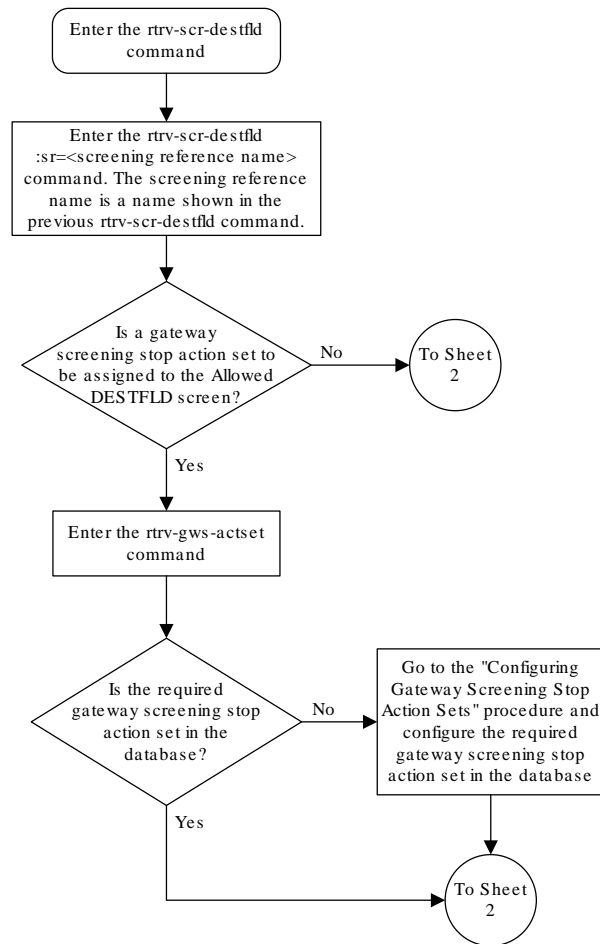 Enter the rtrv-scr-destfld
command
Enter the rtrv-scr-destfld
:sr=<screening reference name>
command. The screening reference
name is a name shown in the
previous rtrv-scr-destfld command.
Is a gateway
screening stop action set to
be assigned to the Allowed
DESTFLD screen?
No
To Sheet
2
Yes
Enter the rtrv-gws-actset
command
Is the required
gateway screening stop
action set in the
database?
No
Go to the "Configuring
Gateway Screening Stop
Action Sets" procedure and
configure the required
gateway screening stop
action set in the database
Yes
To Sheet
2